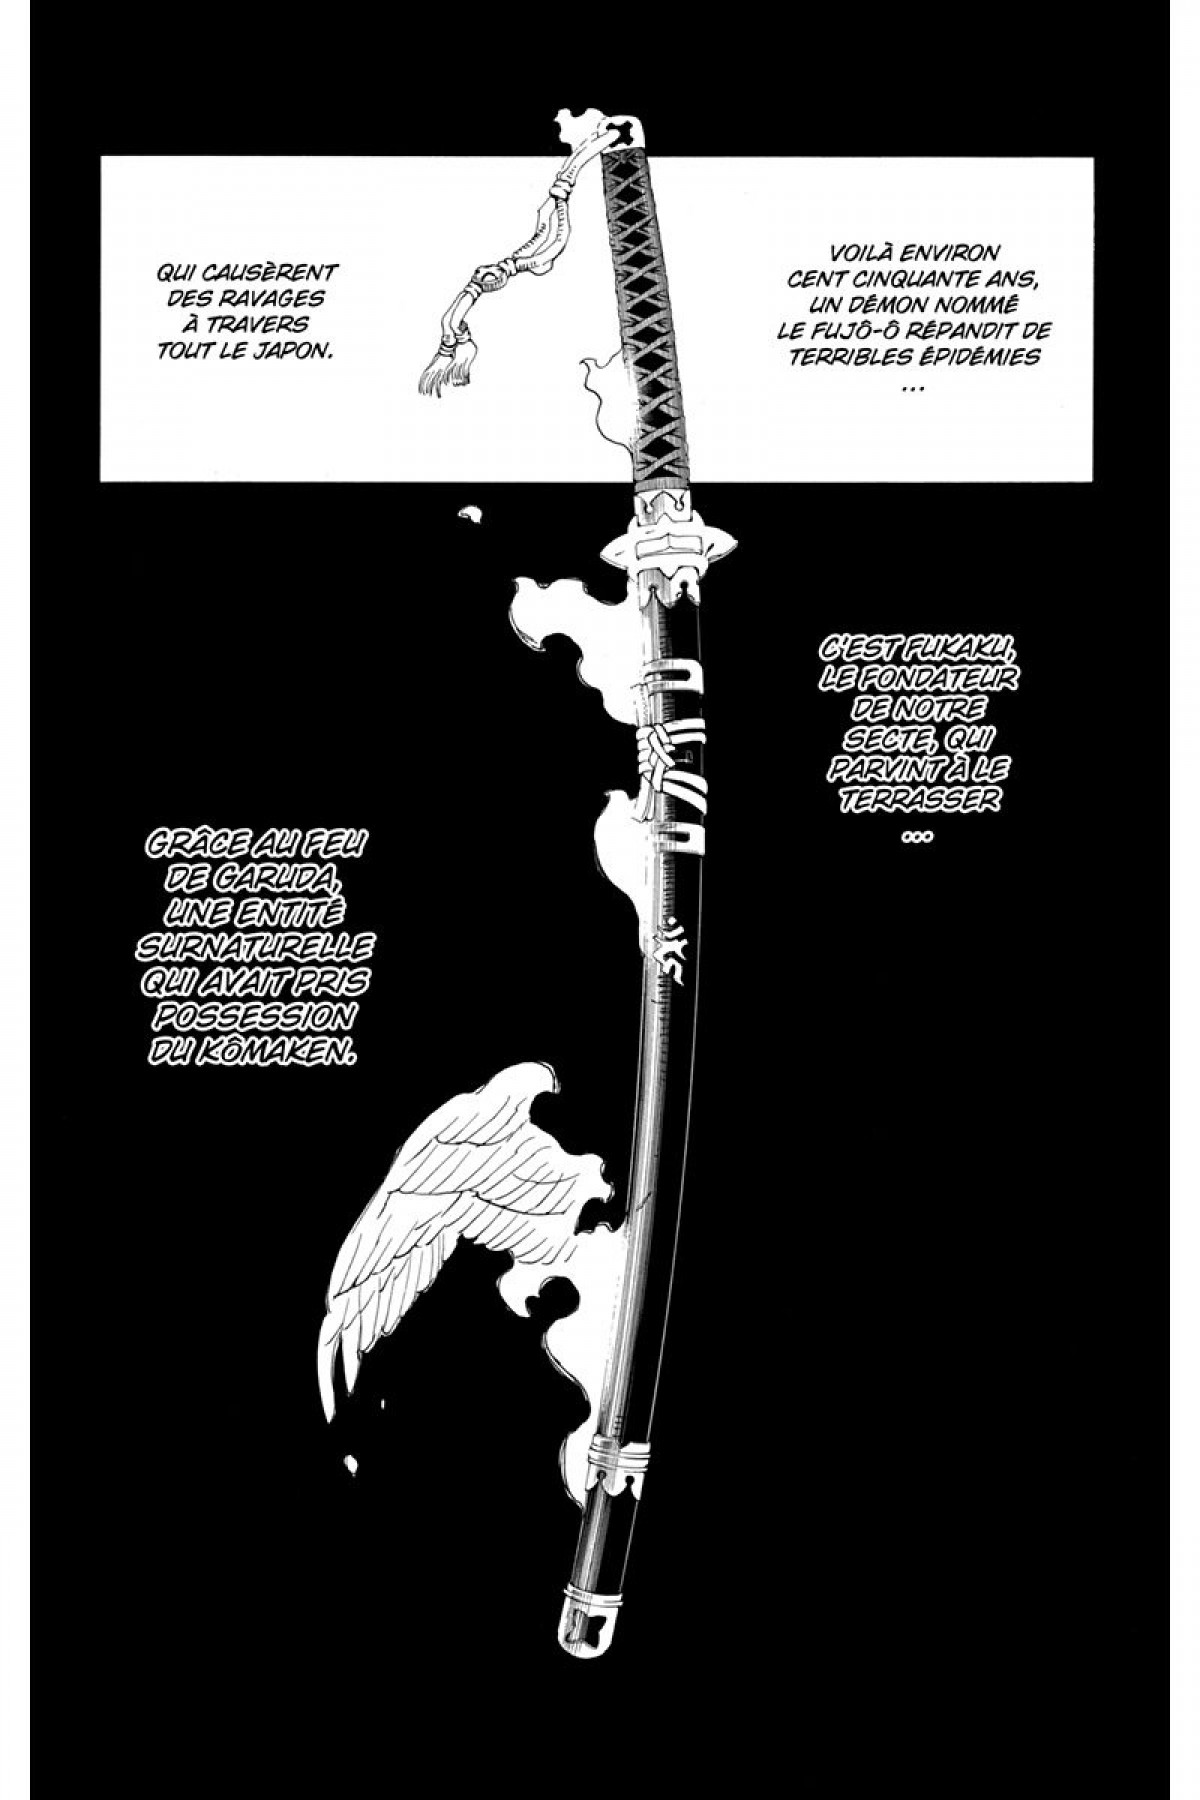 VOILÀ ENVIRON
CENT CINQUANTE ANS,
UN DÉMON NOMMÉ
LE FUJÔ-Ô RÉPANDIT DE
TERRIBLES ÉPIDÉMIES
...
QUI CAUSÈRENT
DES RAVAGES
À TRAVERS
TOUT LE JAPON.
C'EST FUKAKU,
LE FONDATEUR
DE NOTRE
SECTE, QUI
PARVINT À LE
TERRASSER
...
GRÂCE AU FEU
DE GARUDA,
UNE ENTITÉ
SURNATURELLE
QUI AVAIT PRIS
POSSESSION
DU KÔMAKEN.